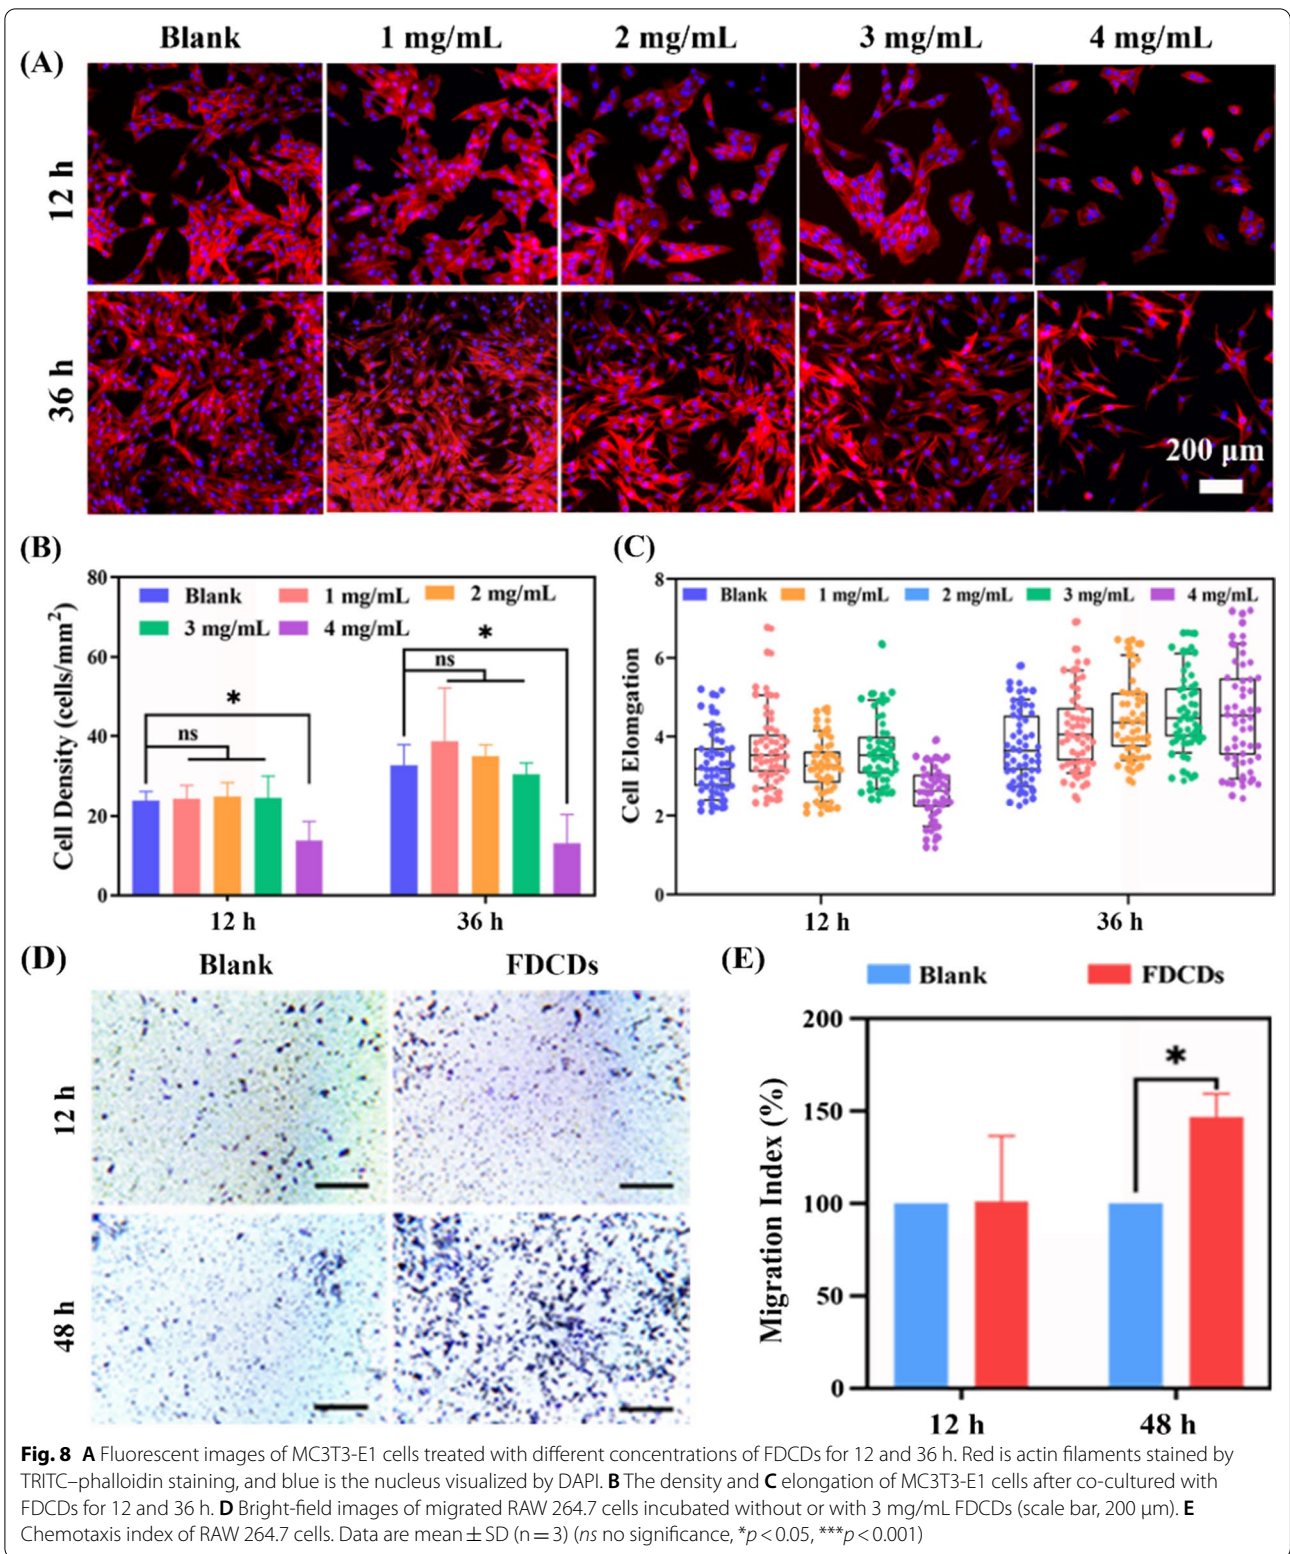 Blank 1 mg/mL 2 mg/mL 3 mg/mL 4 mg/mL
(A)
12 h
36 h
200 µm
(B)
80
60
40
20
0
Cell Density (cells/mm²)
Blank 1 mg/mL 2 mg/mL
3 mg/mL 4 mg/mL
*
ns
*
ns
12 h 36 h
(C)
8
6
4
2
0
Cell Elongation
Blank 1 mg/mL 2 mg/mL 3 mg/mL 4 mg/mL
12 h 36 h
(D)
Blank FDCDs
12 h
48 h
(E)
Blank FDCDs
200
150
100
50
0
Migration Index (%)
*
12 h 48 h
Fig. 8 A Fluorescent images of MC3T3-E1 cells treated with different concentrations of FDCDs for 12 and 36 h. Red is actin filaments stained by
TRITC–phalloidin staining, and blue is the nucleus visualized by DAPI. B The density and C elongation of MC3T3-E1 cells after co-cultured with
FDCDs for 12 and 36 h. D Bright-field images of migrated RAW 264.7 cells incubated without or with 3 mg/mL FDCDs (scale bar, 200 µm). E
Chemotaxis index of RAW 264.7 cells. Data are mean ± SD (n = 3) (ns no significance, *p < 0.05, ***p < 0.001)